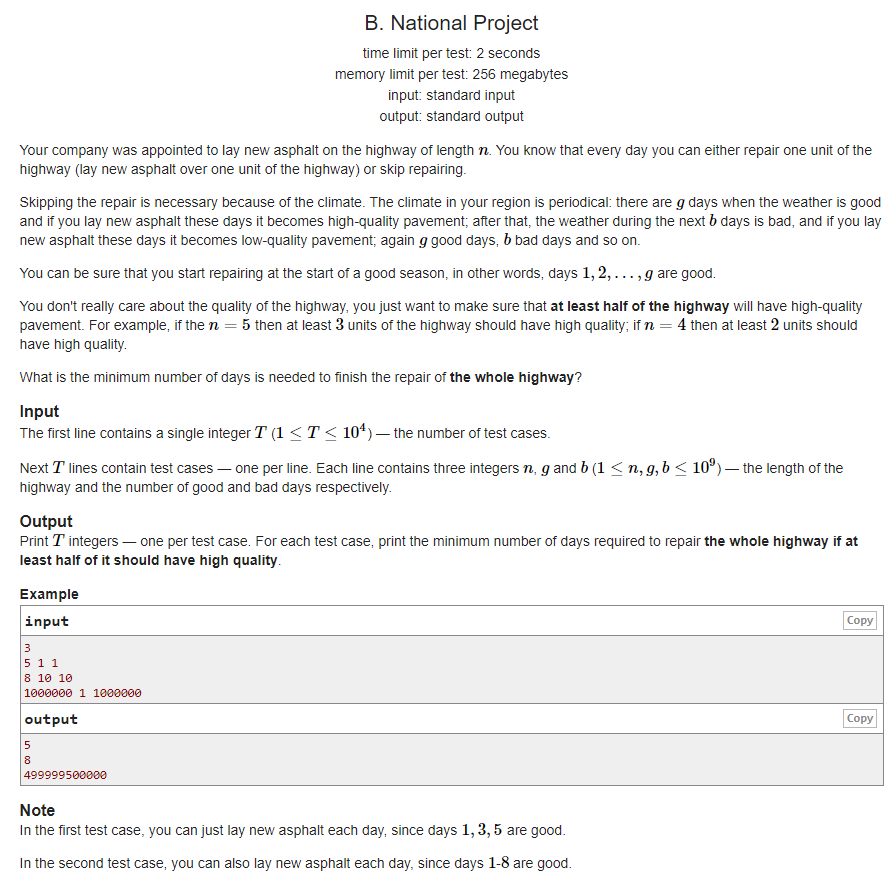 B. National Project
time limit per test: 2 seconds
memory limit per test: 256 megabytes
input: standard input
output: standard output
Your company was appointed to lay new asphalt on the highway of length n. You know that every day you can either repair one unit of the
highway (lay new asphalt over one unit of the highway) or skip repairing.
Skipping the repair is necessary because of the climate. The climate in your region is periodical: there are g days when the weather is good
and if you lay new asphalt these days it becomes high-quality pavement; after that, the weather during the next b days is bad, and if you lay
new asphalt these days it becomes low-quality pavement; again g good days, b bad days and so on.
You can be sure that you start repairing at the start of a good season, in other words, days 1, 2, . . . , g are good.
You don't really care about the quality of the highway, you just want to make sure that at least half of the highway will have high-quality
pavement. For example, if the n = 5 then at least 3 units of the highway should have high quality; if n = 4 then at least 2 units should
have high quality.
What is the minimum number of days is needed to finish the repair of the whole highway?
Input
The first line contains a single integer T (1 ≤ T ≤ 10⁴) — the number of test cases.
Next T lines contain test cases — one per line. Each line contains three integers n, g and b (1 ≤ n, g, b ≤ 10⁹) — the length of the
highway and the number of good and bad days respectively.
Output
Print T integers — one per test case. For each test case, print the minimum number of days required to repair the whole highway if at
least half of it should have high quality.
Example
input Copy
3
5 1 1
8 10 10
1000000 1 1000000
output Copy
5
8
499999500000
Note
In the first test case, you can just lay new asphalt each day, since days 1, 3, 5 are good.
In the second test case, you can also lay new asphalt each day, since days 1-8 are good.